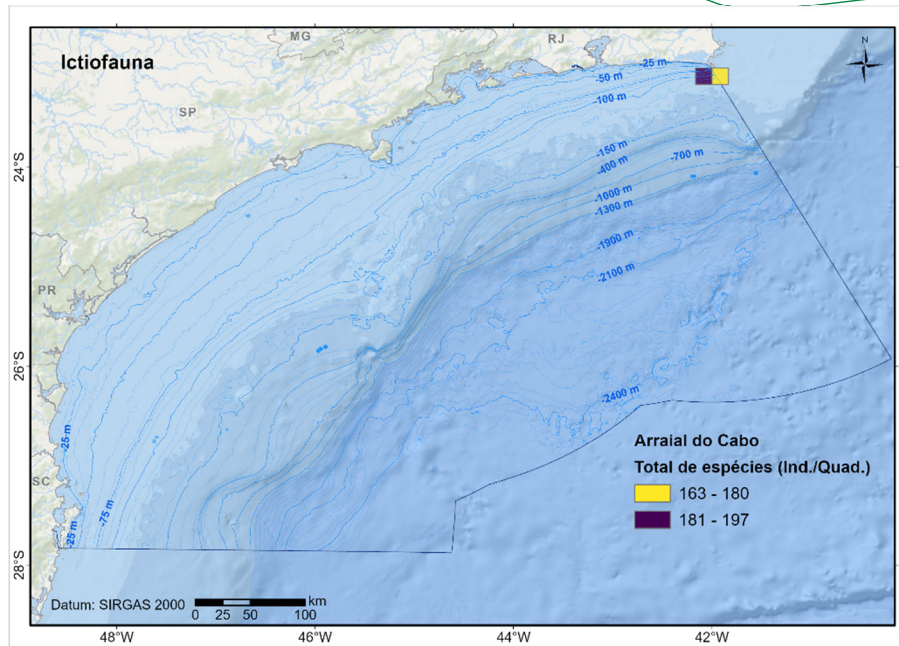 Ictiofauna
MG
RJ
N
-25 m
-50 m
-100 m
SP
24°S
-150 m
-400 m
-700 m
-1000 m
-1300 m
-1900 m
-2100 m
PR
26°S
-2400 m
-25 m
SC
-75 m
-25 m
28°S
Arraial do Cabo
Total de espécies (Ind./Quad.)
163 - 180
181 - 197
Datum: SIRGAS 2000
km
0 25 50 100
48°W 46°W 44°W 42°W